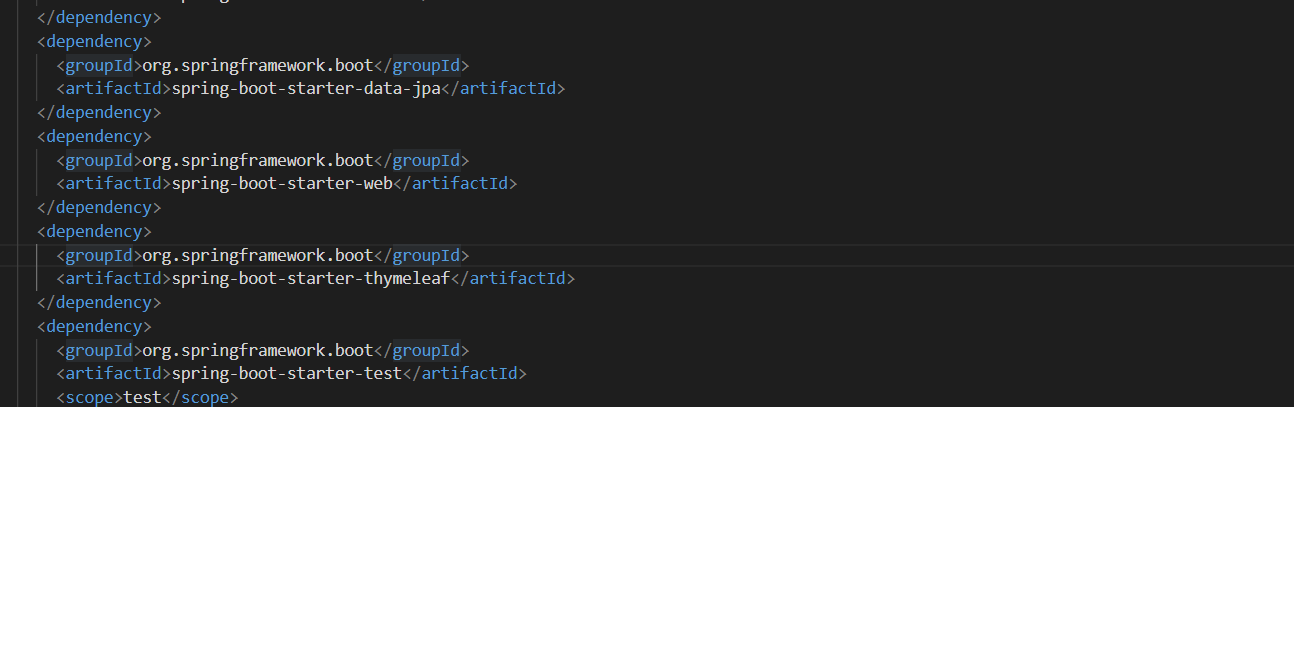 </dependency>
<dependency>
<groupId>org.springframework.boot</groupId>
<artifactId>spring-boot-starter-data-jpa</artifactId>
</dependency>
<dependency>
<groupId>org.springframework.boot</groupId>
<artifactId>spring-boot-starter-web</artifactId>
</dependency>
<dependency>
<groupId>org.springframework.boot</groupId>
<artifactId>spring-boot-starter-thymeleaf</artifactId>
</dependency>
<dependency>
<groupId>org.springframework.boot</groupId>
<artifactId>spring-boot-starter-test</artifactId>
<scope>test</scope>